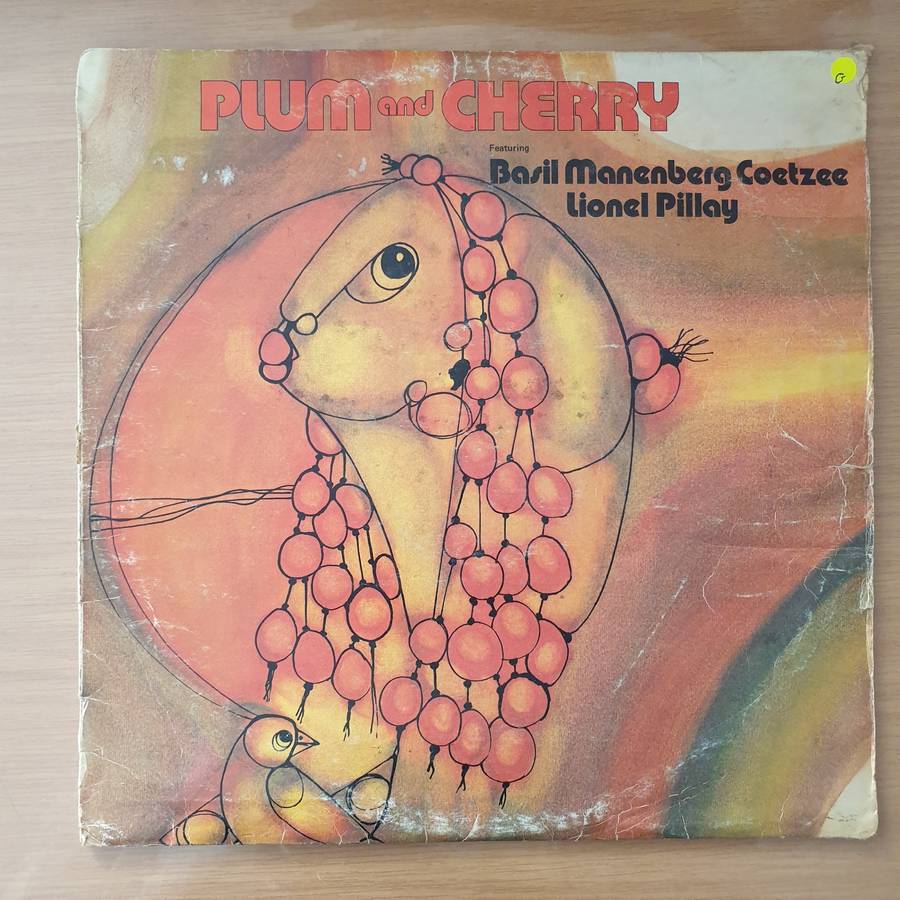 PLUM and CHERRY
Featuring
Basil Manenberg Coetzee
Lionel Pillay
G